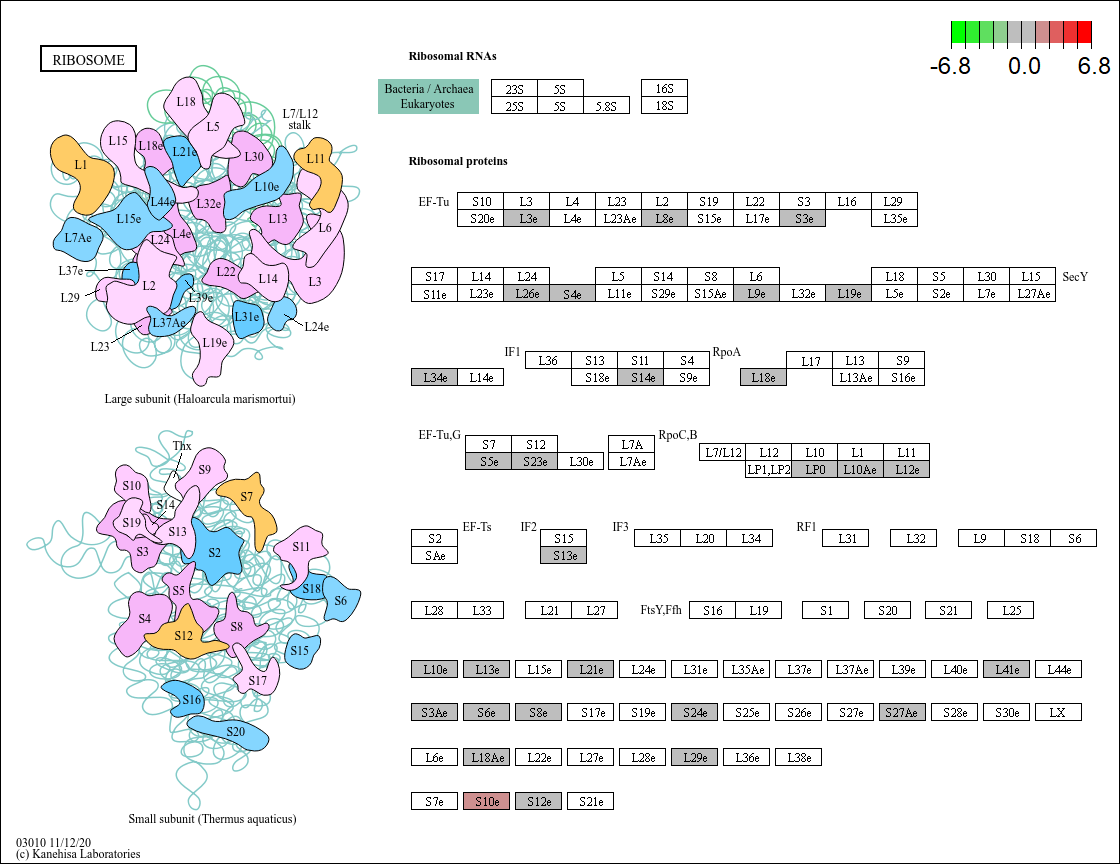 RIBOSOME
-6.8 0.0 6.8
Ribosomal RNAs
Bacteria / Archaea
Eukaryotes
23S 5S 16S
25S 5S 5.8S 18S
Ribosomal proteins
EF-Tu S10 L3 L4 L23 L2 S19 L22 S3 L16 L29
S20e L3e L4e L23Ae L8e S15e L17e S3e L35e
S17 L14 L24 L5 S14 S8 L6 L18 S5 L30 L15 SecY
S11e L23e L26e S4e L11e S29e S15Ae L9e L32e L19e L5e S2e L7e L27Ae
IF1 L36 S13 S11 S4 RpoA L17 L13 S9
L34e L14e S18e S14e S9e L18e L13Ae S16e
EF-Tu,G S7 S12 L7A RpoC,B L7/L12 L12 L10 L1 L11
S5e S23e L30e L7Ae LP1,LP2 LP0 L10Ae L12e
S2 EF-Ts IF2 S15 IF3 L35 L20 L34 RF1 L31 L32 L9 S18 S6
SAe S13e
L28 L33 L21 L27 FtsY,Ffh S16 L19 S1 S20 S21 L25
L10e L13e L15e L21e L24e L31e L35Ae L37e L37Ae L39e L40e L41e L44e
S3Ae S6e S8e S17e S19e S24e S25e S26e S27e S27Ae S28e S30e LX
L6e L18Ae L22e L27e L28e L29e L36e L38e
S7e S10e S12e S21e
L18
L5
L7/L12
stalk
L15
L18e
L21e
L30
L11
L1
L10e
L44e
L32e
L15e
L13
L6
L7Ae
L24
L4e
L37e
L22
L14
L3
L2
L29
L39e
L37Ae
L31e
L24e
L23
L19e
Large subunit (Haloarcula marismortui)
Thx
S9
S10
S7
S14
S19
S13
S3
S2
S11
S5
S18
S6
S4
S12
S8
S15
S17
S16
S20
Small subunit (Thermus aquaticus)
03010 11/12/20
(c) Kanehisa Laboratories